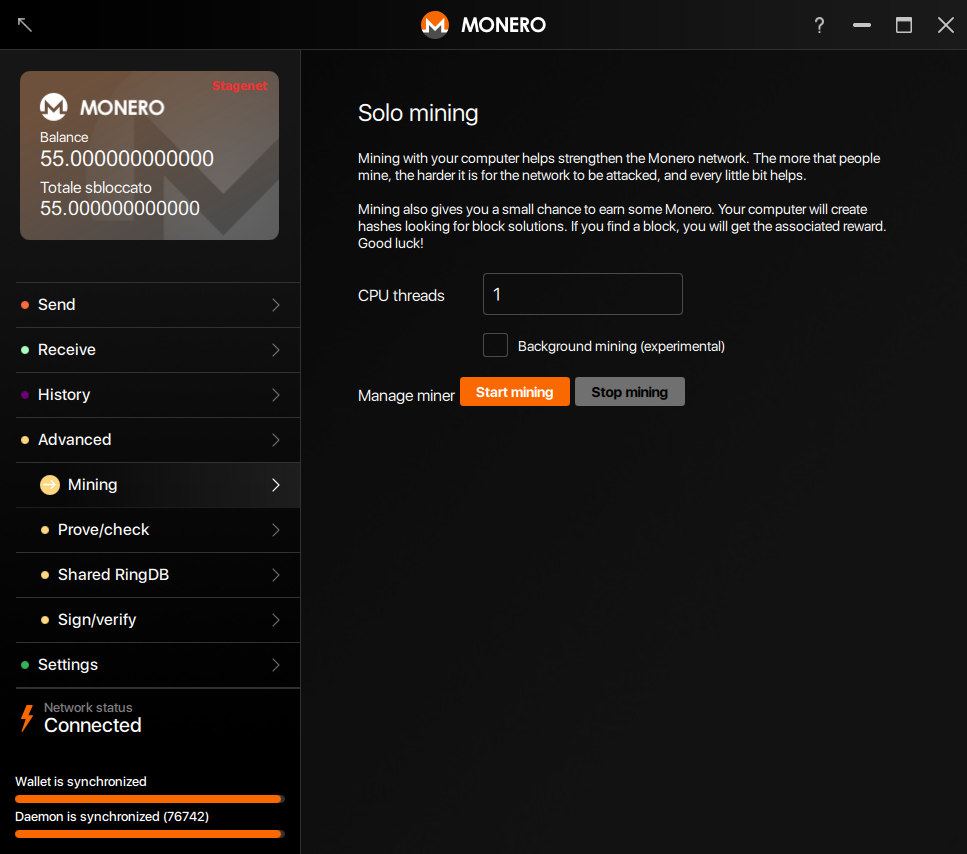 MONERO
?
Stagenet
MONERO
Balance
55.000000000000
Totale sbloccato
55.000000000000
Send
Receive
History
Advanced
Mining
Prove/check
Shared RingDB
Sign/verify
Settings
Network status
Connected
Wallet is synchronized
Daemon is synchronized (76742)
Solo mining
Mining with your computer helps strengthen the Monero network. The more that people
mine, the harder it is for the network to be attacked, and every little bit helps.
Mining also gives you a small chance to earn some Monero. Your computer will create
hashes looking for block solutions. If you find a block, you will get the associated reward.
Good luck!
CPU threads
1
Background mining (experimental)
Manage miner Start mining Stop mining